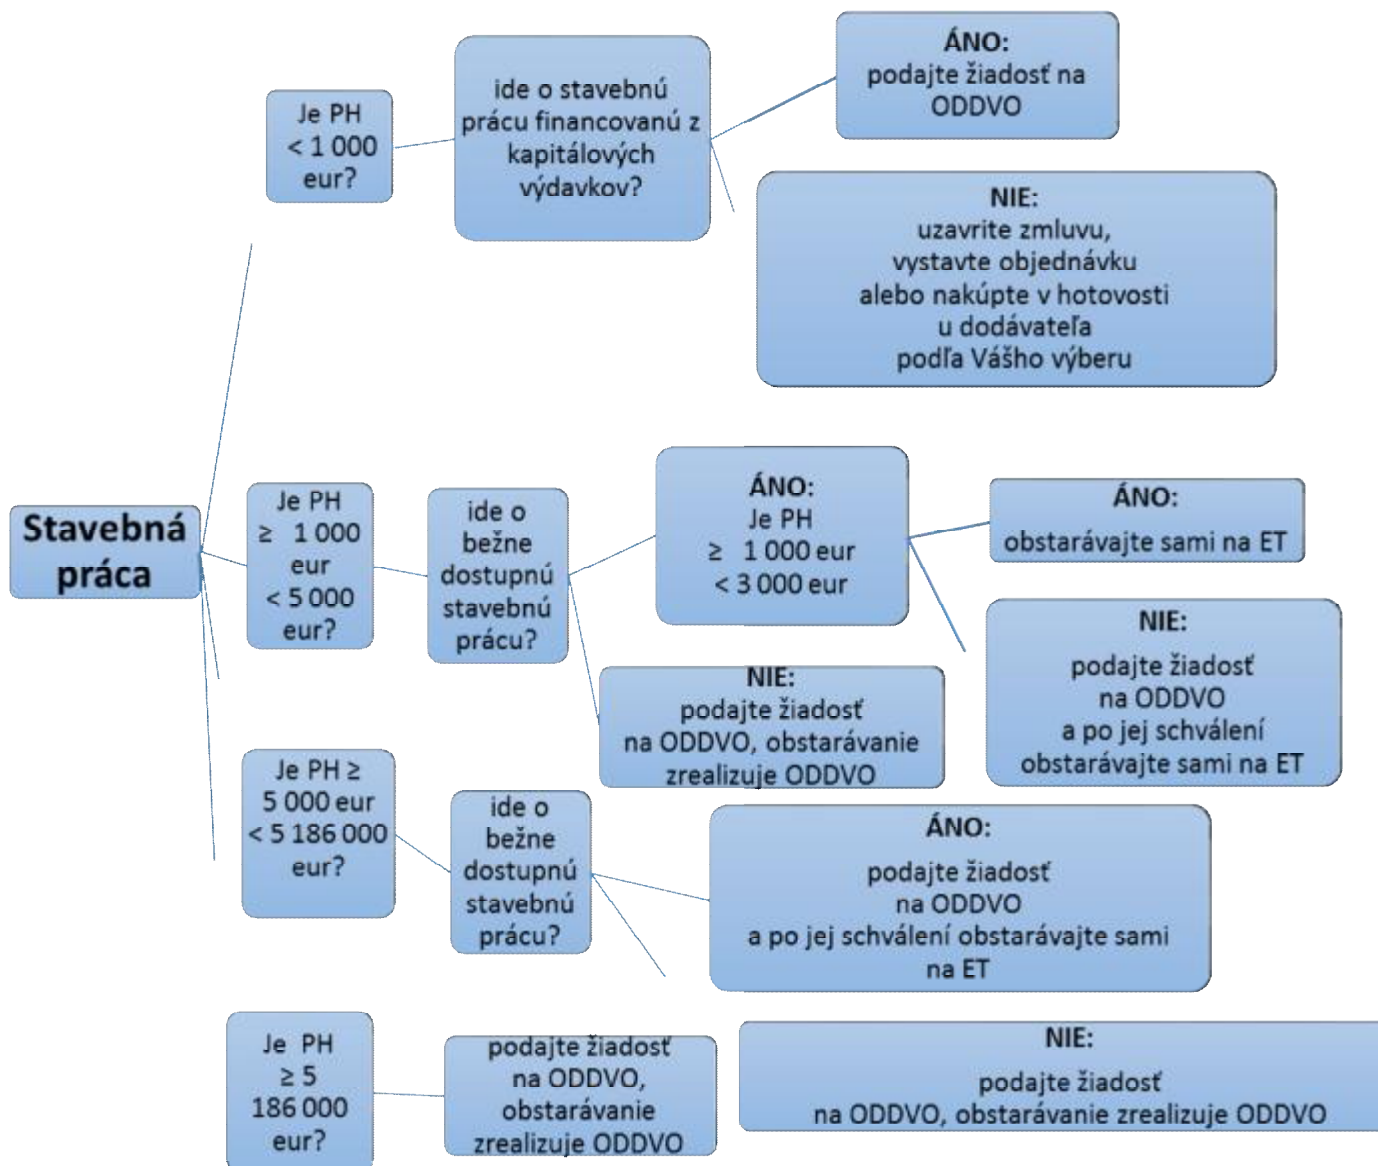 Stavebná
práca
Je PH
< 1 000
eur?
ide o stavebnú
prácu financovanú z
kapitálových
výdavkov?
ÁNO:
podajte žiadosť na
ODDVO
NIE:
uzavrite zmluvu,
vystavte objednávku
alebo nakúpte v hotovosti
u dodávateľa
podľa Vášho výberu
Je PH
≥ 1 000
eur
< 5 000
eur?
ide o
bežne
dostupnú
stavebnú
prácu?
ÁNO:
Je PH
≥ 1 000 eur
< 3 000 eur
ÁNO:
obstarávajte sami na ET
NIE:
podajte žiadosť
na ODDVO
a po jej schválení
obstarávajte sami na ET
NIE:
podajte žiadosť
na ODDVO, obstarávanie
zrealizuje ODDVO
Je PH ≥
5 000 eur
< 5 186 000
eur?
ide o
bežne
dostupnú
stavebnú
prácu?
ÁNO:
podajte žiadosť
na ODDVO
a po jej schválení obstarávajte sami
na ET
NIE:
podajte žiadosť
na ODDVO, obstarávanie zrealizuje ODDVO
Je PH
≥ 5
186 000
eur?
podajte žiadosť
na ODDVO,
obstarávanie
zrealizuje ODDVO